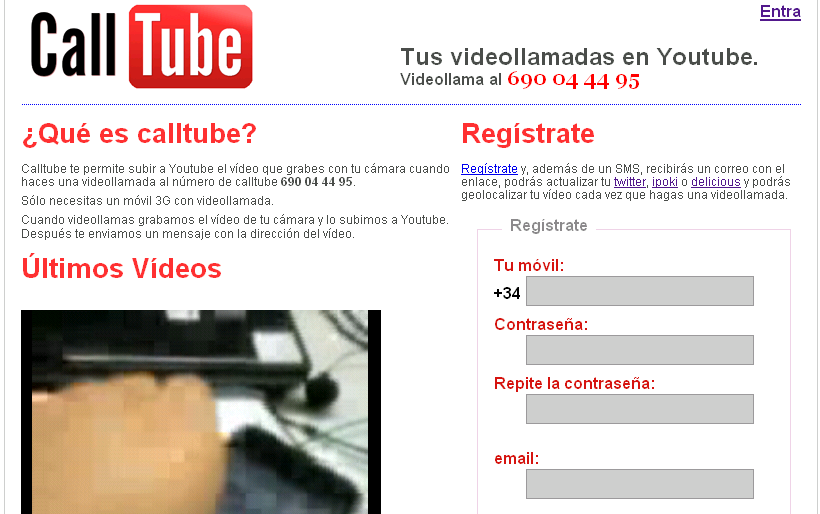 Call Tube
Entra
Tus videollamadas en Youtube.
Videollama al 690 04 44 95
¿Qué es calltube?
Calltube te permite subir a Youtube el vídeo que grabes con tu cámara cuando
haces una videollamada al número de calltube 690 04 44 95.
Sólo necesitas un móvil 3G con videollamada.
Cuando videollamas grabamos el vídeo de tu cámara y lo subimos a Youtube.
Después te enviamos un mensaje con la dirección del vídeo.
Últimos Vídeos
Regístrate
Regístrate y, además de un SMS, recibirás un correo con el
enlace, podrás actualizar tu twitter, ipoki o delicious y podrás
geolocalizar tu vídeo cada vez que hagas una videollamada.
Regístrate
Tu móvil:
+34
Contraseña:
Repite la contraseña:
email: